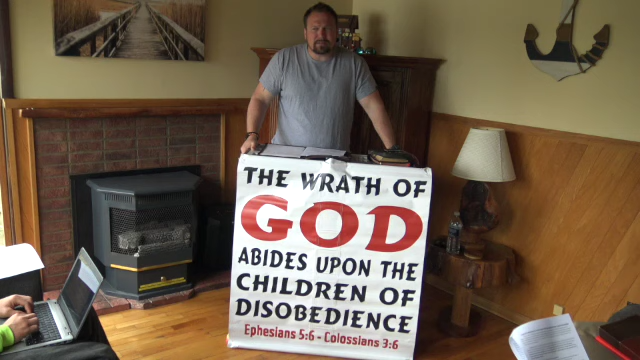 THE WRATH OF
GOD
ABIDES UPON THE
CHILDREN OF
DISOBEDIENCE
Ephesians 5:6 - Colossians 3:6